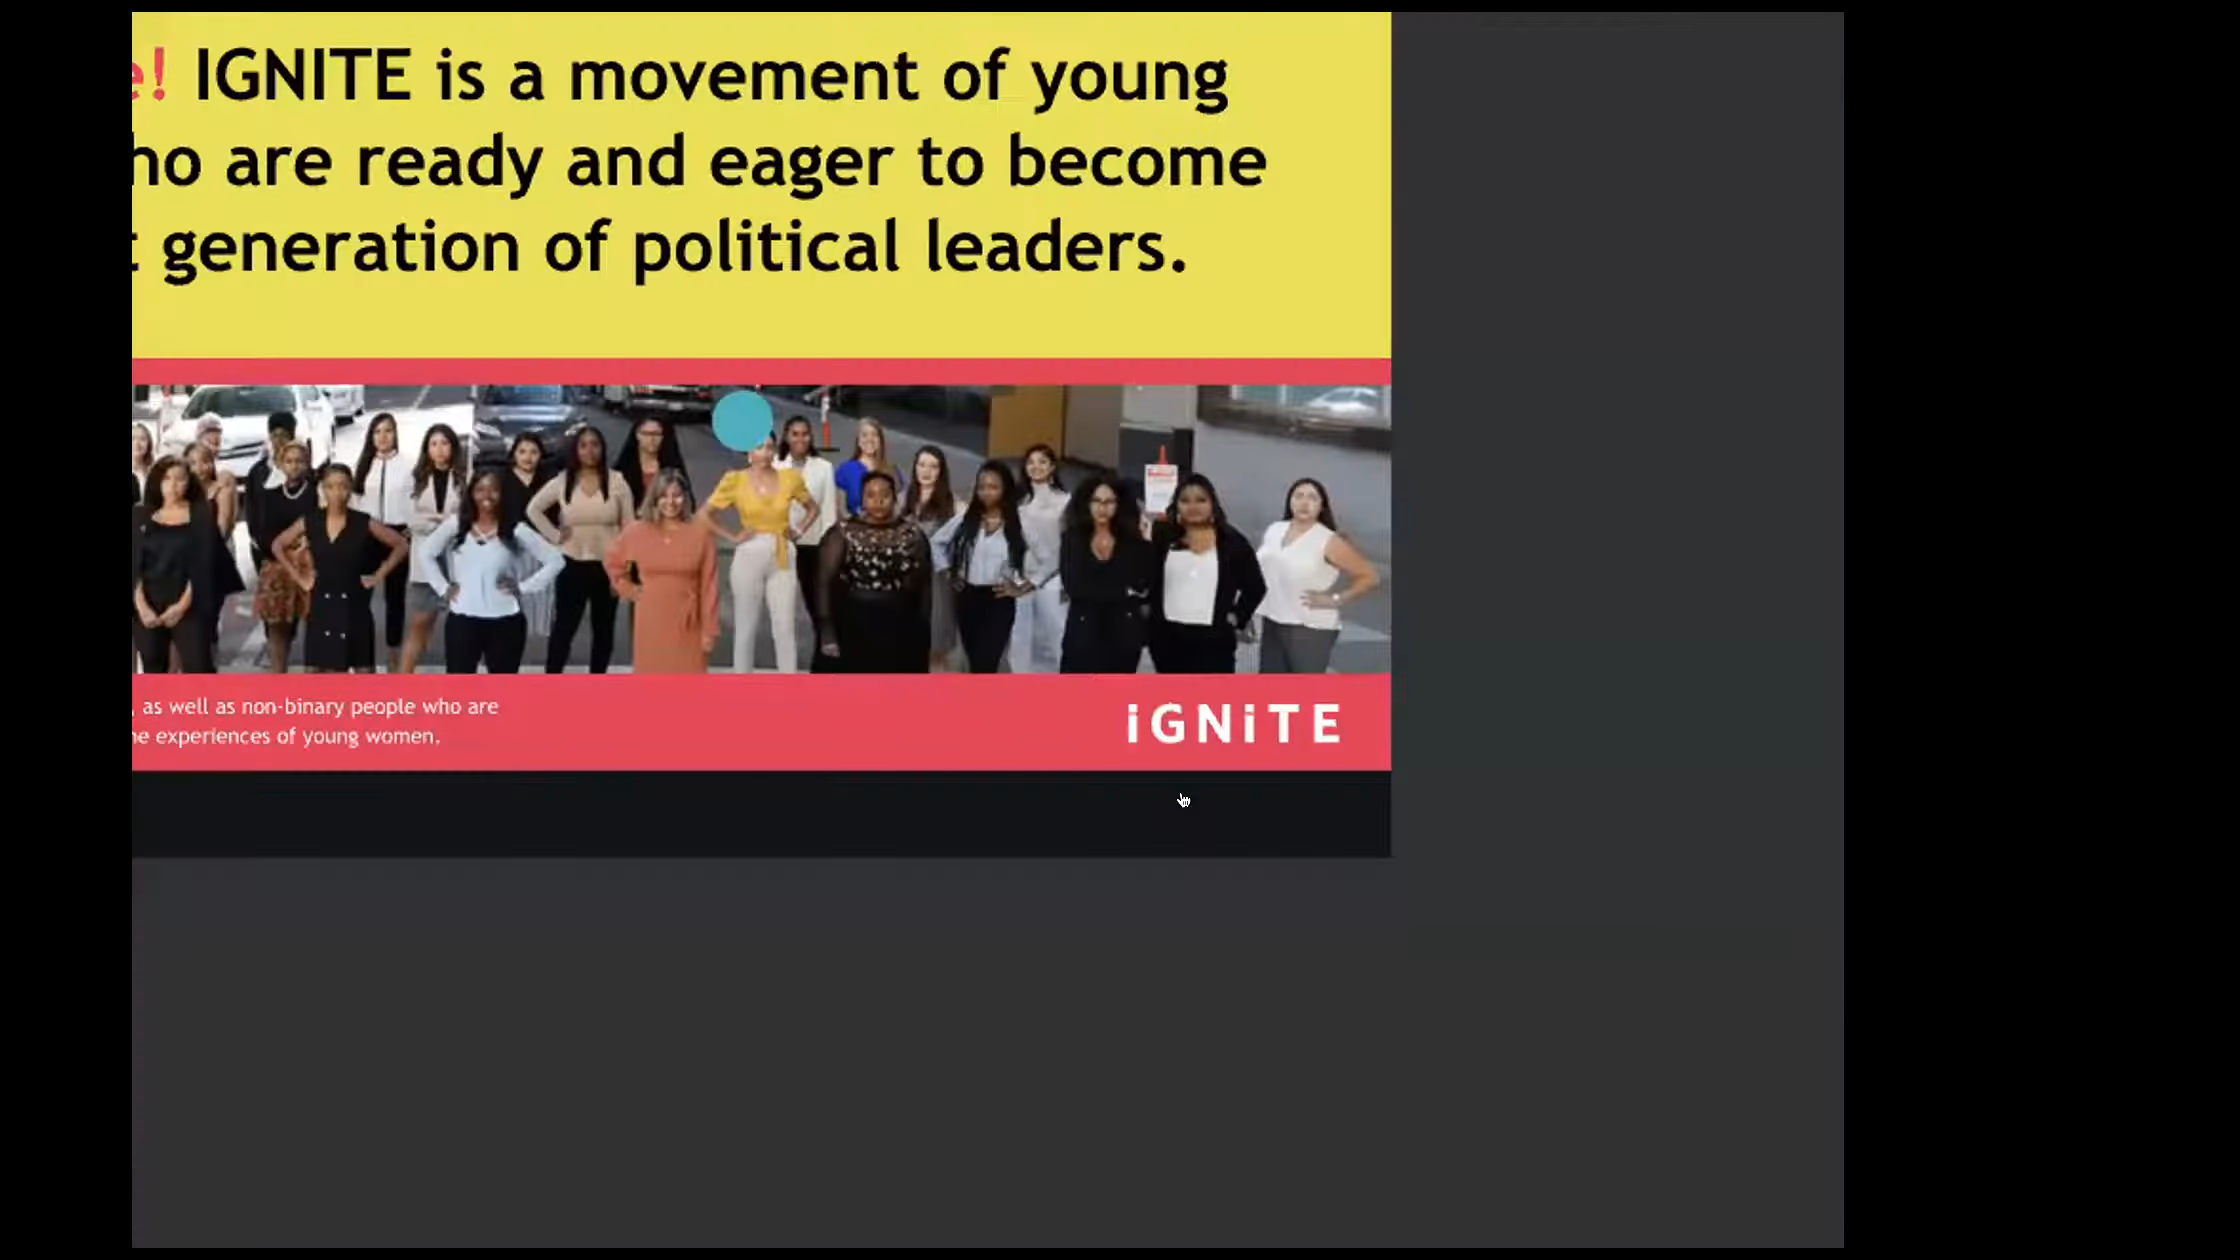 e! IGNITE is a movement of young
ho are ready and eager to become
t generation of political leaders.
, as well as non-binary people who are
he experiences of young women.
iGNiTE